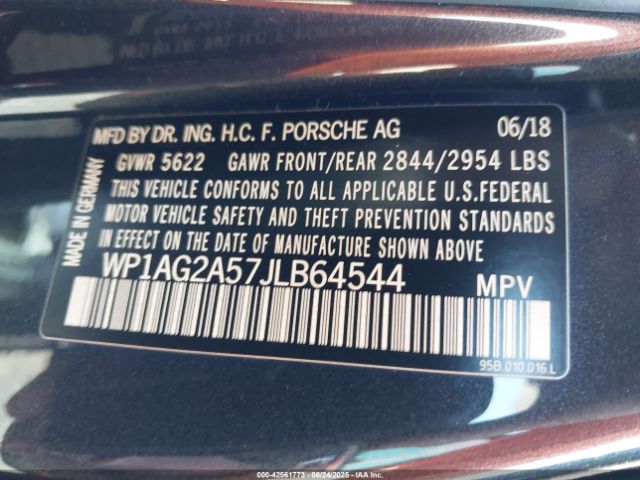 MFD BY DR. ING. H.C. F. PORSCHE AG 06/18
GVWR 5622 GAWR FRONT/REAR 2844/2954 LBS
THIS VEHICLE CONFORMS TO ALL APPLICABLE U.S.FEDERAL
MOTOR VEHICLE SAFETY AND THEFT PREVENTION STANDARDS
IN EFFECT ON THE DATE OF MANUFACTURE SHOWN ABOVE
WP1AG2A57JLB64544 MPV
MADE IN GERMANY
95B.010.016.L
000-42561773 - 06/24/2025 - IAAI.COM